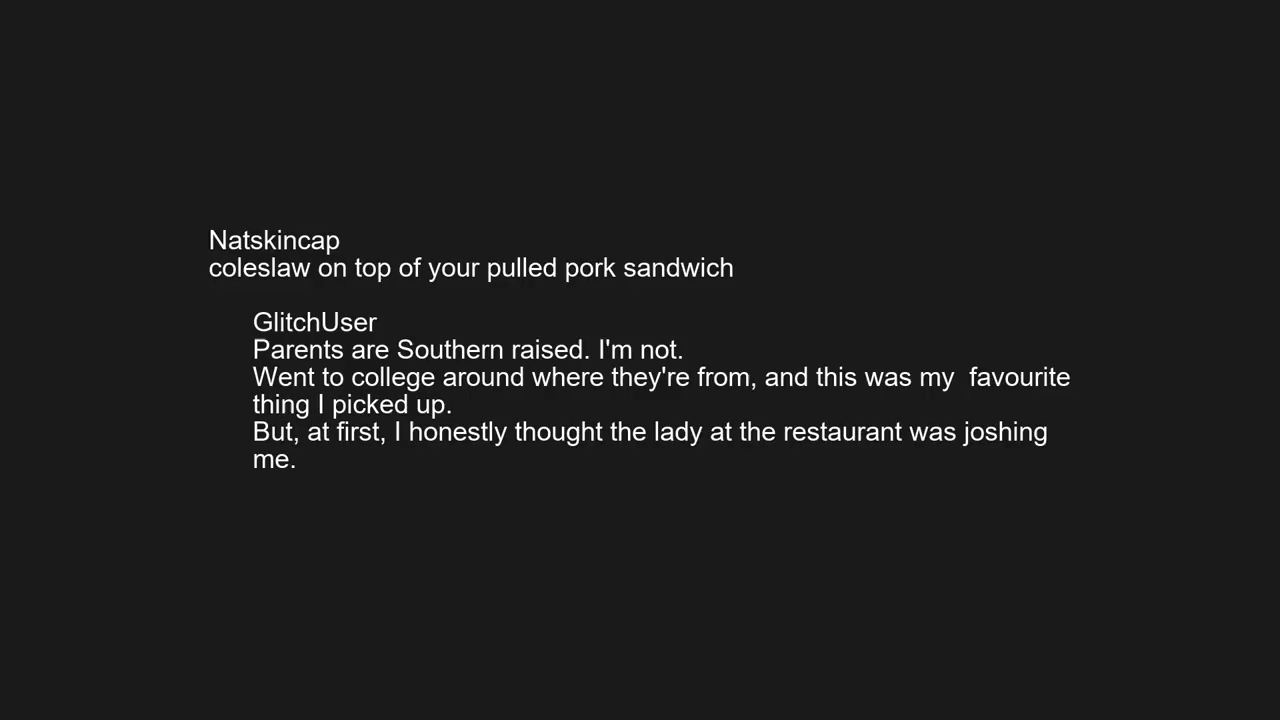 Natskincap
coleslaw on top of your pulled pork sandwich
GlitchUser
Parents are Southern raised. I'm not.
Went to college around where they're from, and this was my  favourite
thing I picked up.
But, at first, I honestly thought the lady at the restaurant was joshing
me.